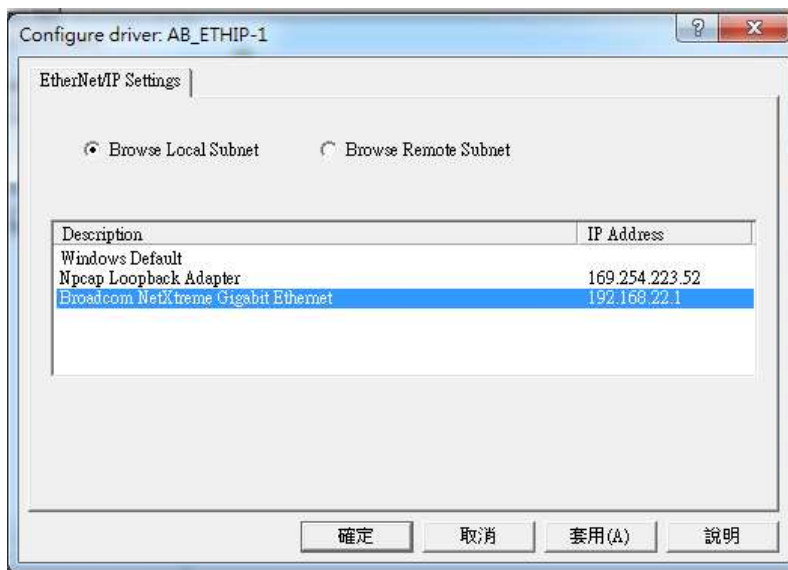 Configure driver: AB_ETHIP-1
EtherNet/IP Settings
Browse Local Subnet Browse Remote Subnet
Description IP Address
Windows Default
Npcap Loopback Adapter 169.254.223.52
Broadcom NetXtreme Gigabit Ethernet 192.168.22.1
確定 取消 套用(A) 說明